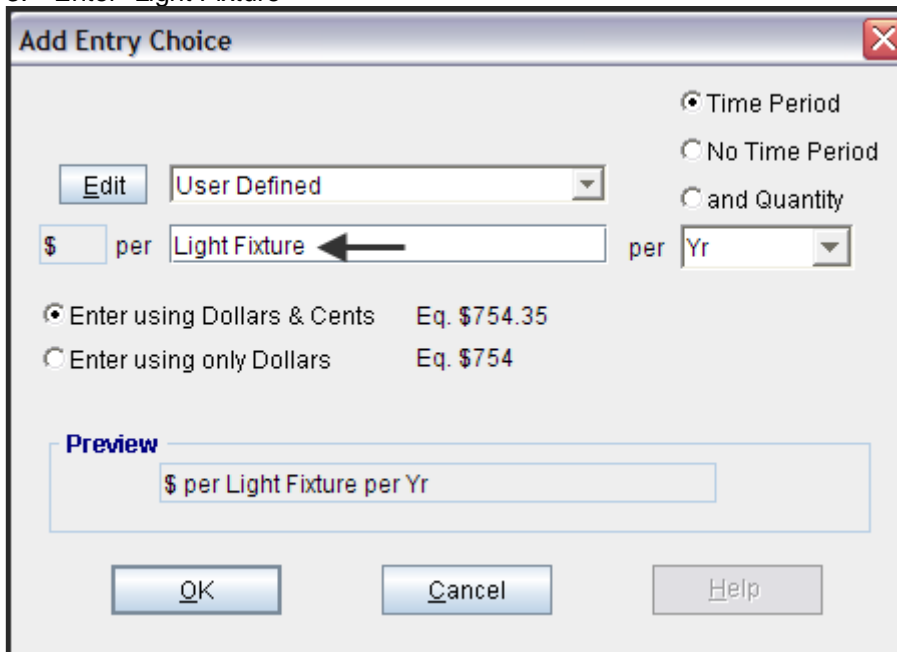 Add Entry Choice
Time Period
No Time Period
Edit User Defined
and Quantity
$ per Light Fixture per Yr
Enter using Dollars & Cents Eq. $754.35
Enter using only Dollars Eq. $754
Preview
$ per Light Fixture per Yr
OK Cancel Help